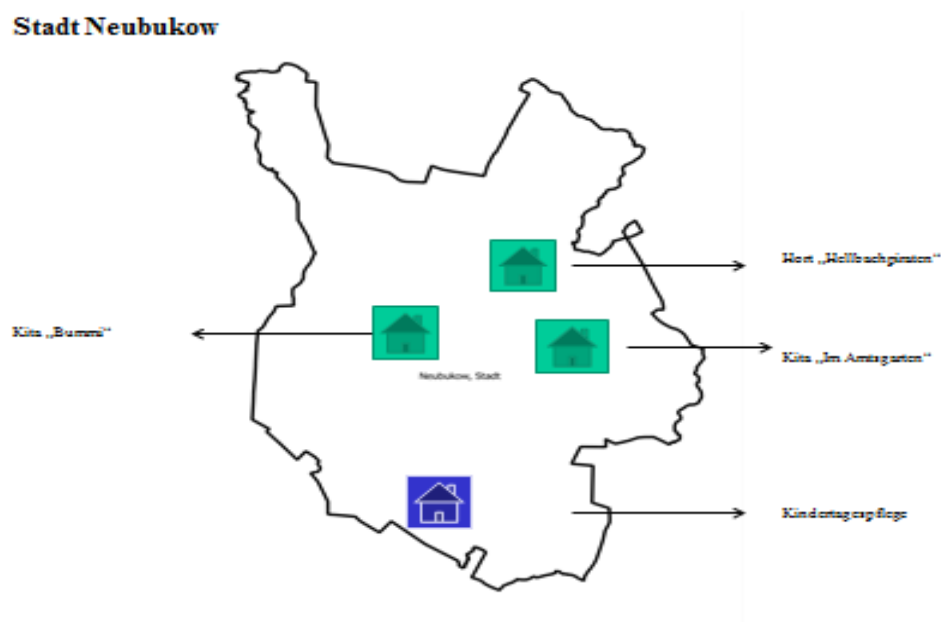 Stadt Neubukow
Hort „Hellbachpiraten“
Kita „Bummi“
Kita „Im Amtsgarten“
Neubukow, Stadt
Kindertagespflege